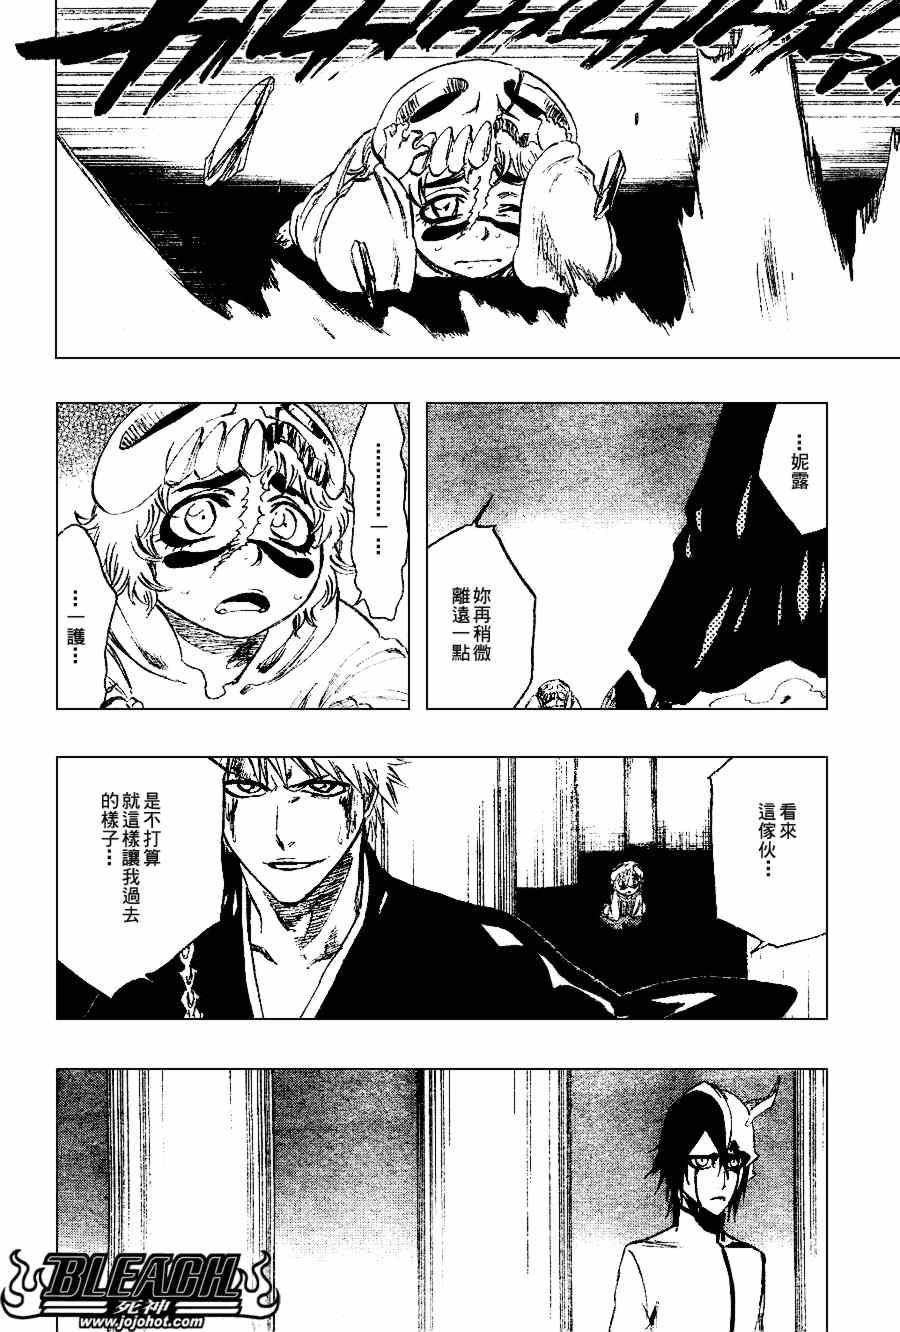 …妮露
妳再稍微
離遠一點
…………一…
…一護…
看來
這傢伙…
是不打算
就這樣讓我過去
的樣子…
BLEACH
死神
www.jojohot.com